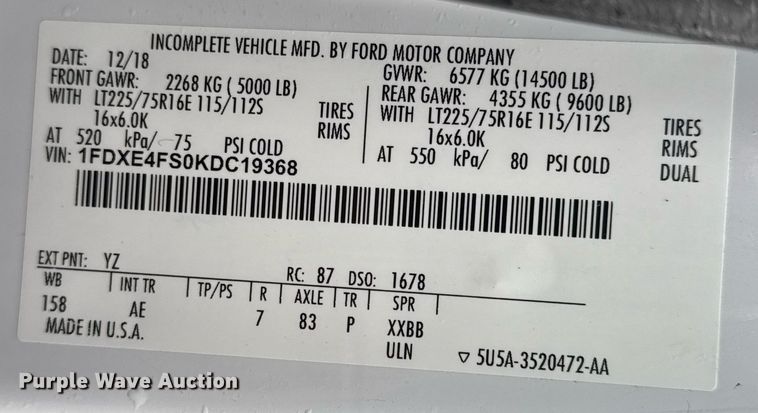 INCOMPLETE VEHICLE MFD. BY FORD MOTOR COMPANY
DATE: 12/18 GVWR: 6577 KG (14500 LB)
FRONT GAWR: 2268 KG (5000 LB) REAR GAWR: 4355 KG (9600 LB)
WITH LT225/75R16E 115/112S TIRES WITH LT225/75R16E 115/112S TIRES
16x6.0K RIMS 16x6.0K RIMS
AT 520 kPa/ 75 PSI COLD AT 550 kPa/ 80 PSI COLD DUAL
VIN: 1FDXE4FS0KDC19368
EXT PNT: YZ RC: 87 DSO: 1678
WB INT TR TP/PS R AXLE TR SPR
158 AE 7 83 P XXBB
MADE IN U.S.A. ULN ▽ 5U5A-3520472-AA
Purple Wave Auction